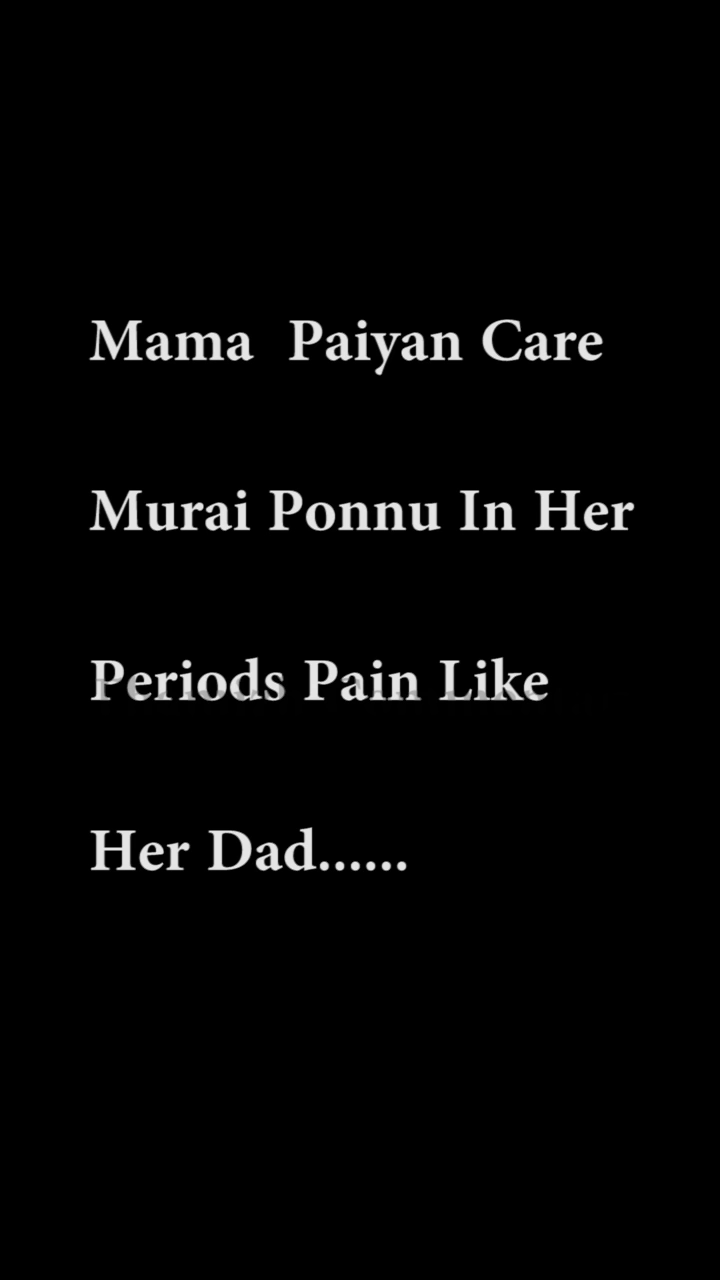 Mama  Paiyan Care
Murai Ponnu In Her
Periods Pain Like
Her Dad......